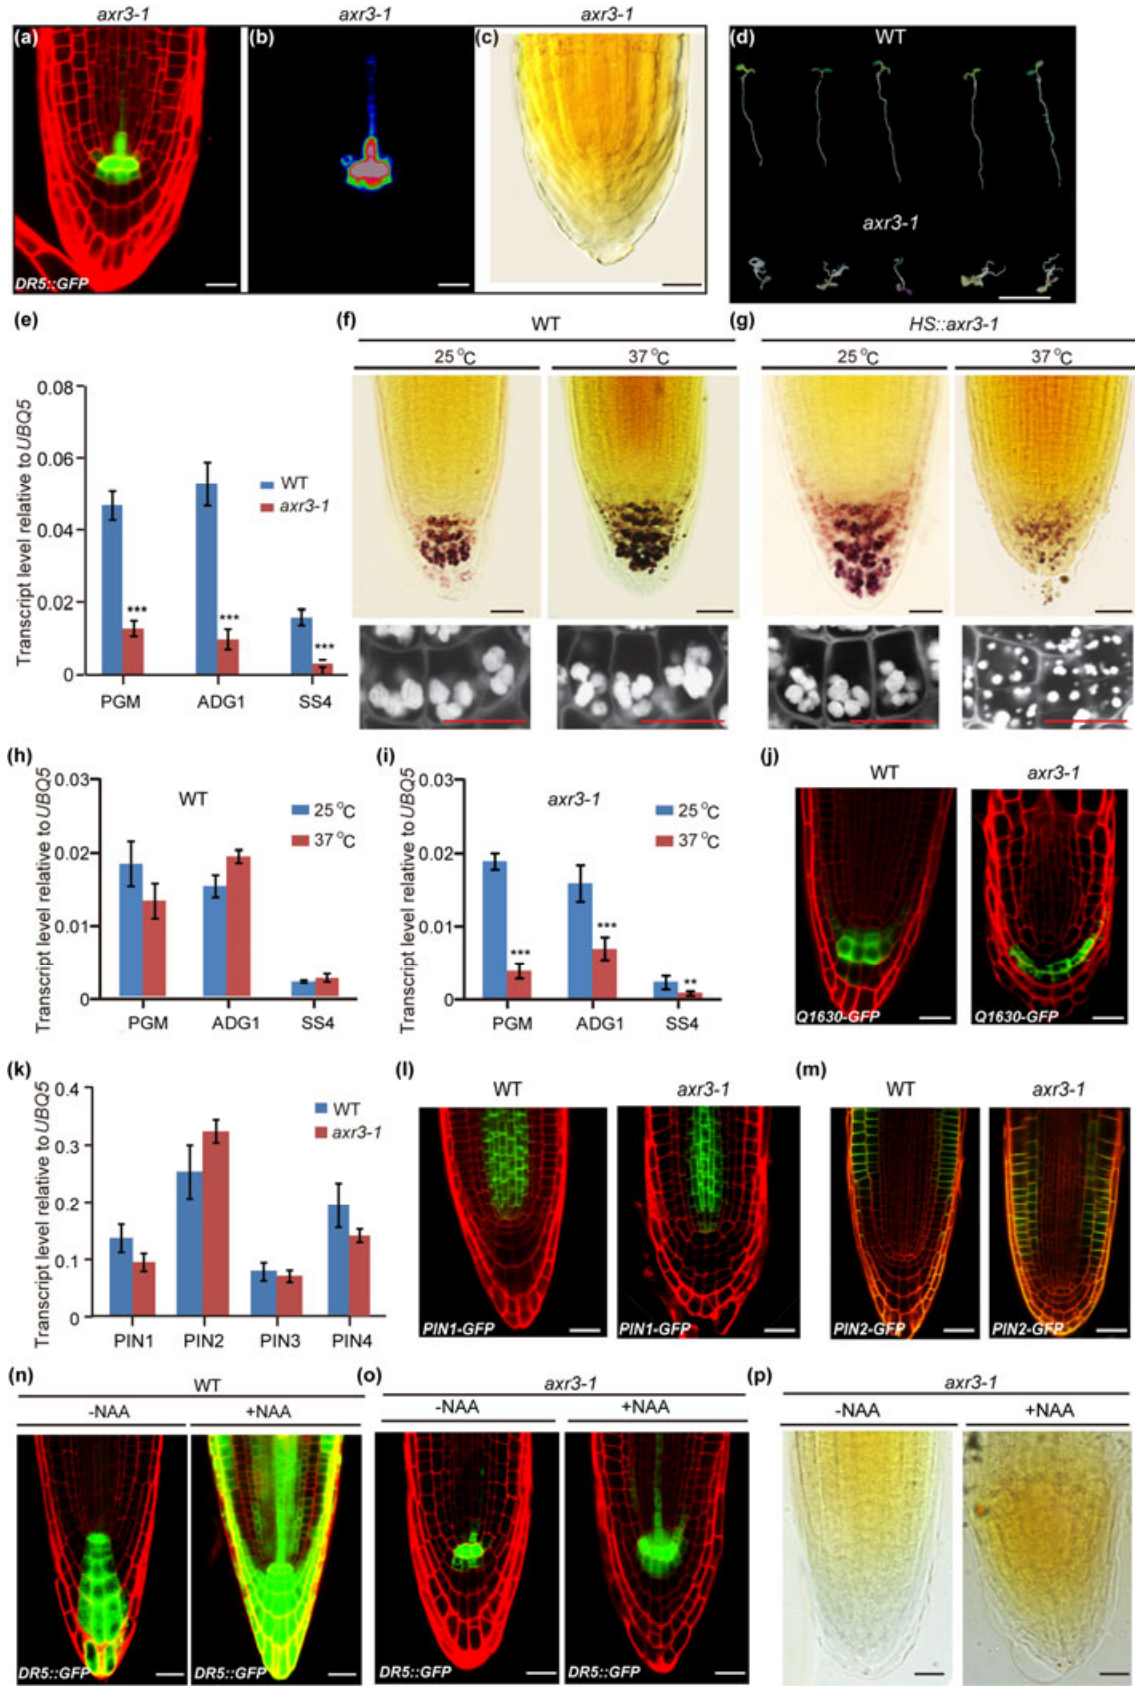 axr3-1 axr3-1 axr3-1
(a) (b) (c) (d) WT
axr3-1
DR5::GFP
(e) (f) WT (g) HS::axr3-1
25 °C 37 °C 25 °C 37 °C
Transcript level relative to UBQ5
0.08
0.06
0.04
0.02
0
WT
axr3-1
*** *** ***
PGM ADG1 SS4
(h) (i) (j)
Transcript level relative to UBQ5
0.03
0.02
0.01
0
WT
25 °C
37 °C
PGM ADG1 SS4
Transcript level relative to UBQ5
0.03
0.02
0.01
0
axr3-1
25 °C
37 °C
*** *** **
PGM ADG1 SS4
WT axr3-1
Q1630-GFP Q1630-GFP
(k) (l) (m)
Transcript level relative to UBQ5
0.4
0.3
0.2
0.1
0
WT
axr3-1
PIN1 PIN2 PIN3 PIN4
WT axr3-1
PIN1-GFP PIN1-GFP
WT axr3-1
PIN2-GFP PIN2-GFP
(n) WT (o) axr3-1 (p) axr3-1
-NAA +NAA -NAA +NAA -NAA +NAA
DR5::GFP DR5::GFP DR5::GFP DR5::GFP